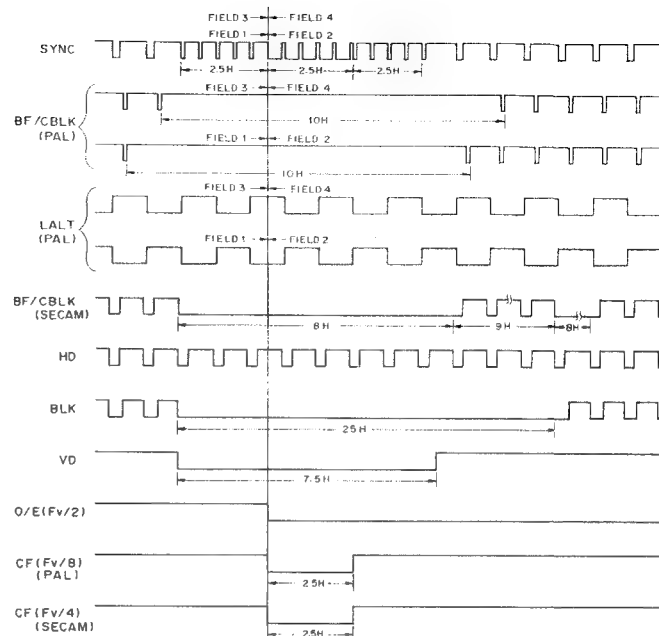 FIELD 3 FIELD 4
FIELD 1 FIELD 2
SYNC
2.5H 2.5H 2.5H
FIELD 3 FIELD 4
BF/CBLK
(PAL)
10H
FIELD 1 FIELD 2
10H
FIELD 3 FIELD 4
LALT
(PAL)
FIELD 1 FIELD 2
BF/CBLK
(SECAM)
8H 9H 8H
HD
BLK
25H
VD
7.5H
O/E(Fv/2)
CF(Fv/8)
(PAL)
2.5H
CF(Fv/4)
(SECAM)
2.5H